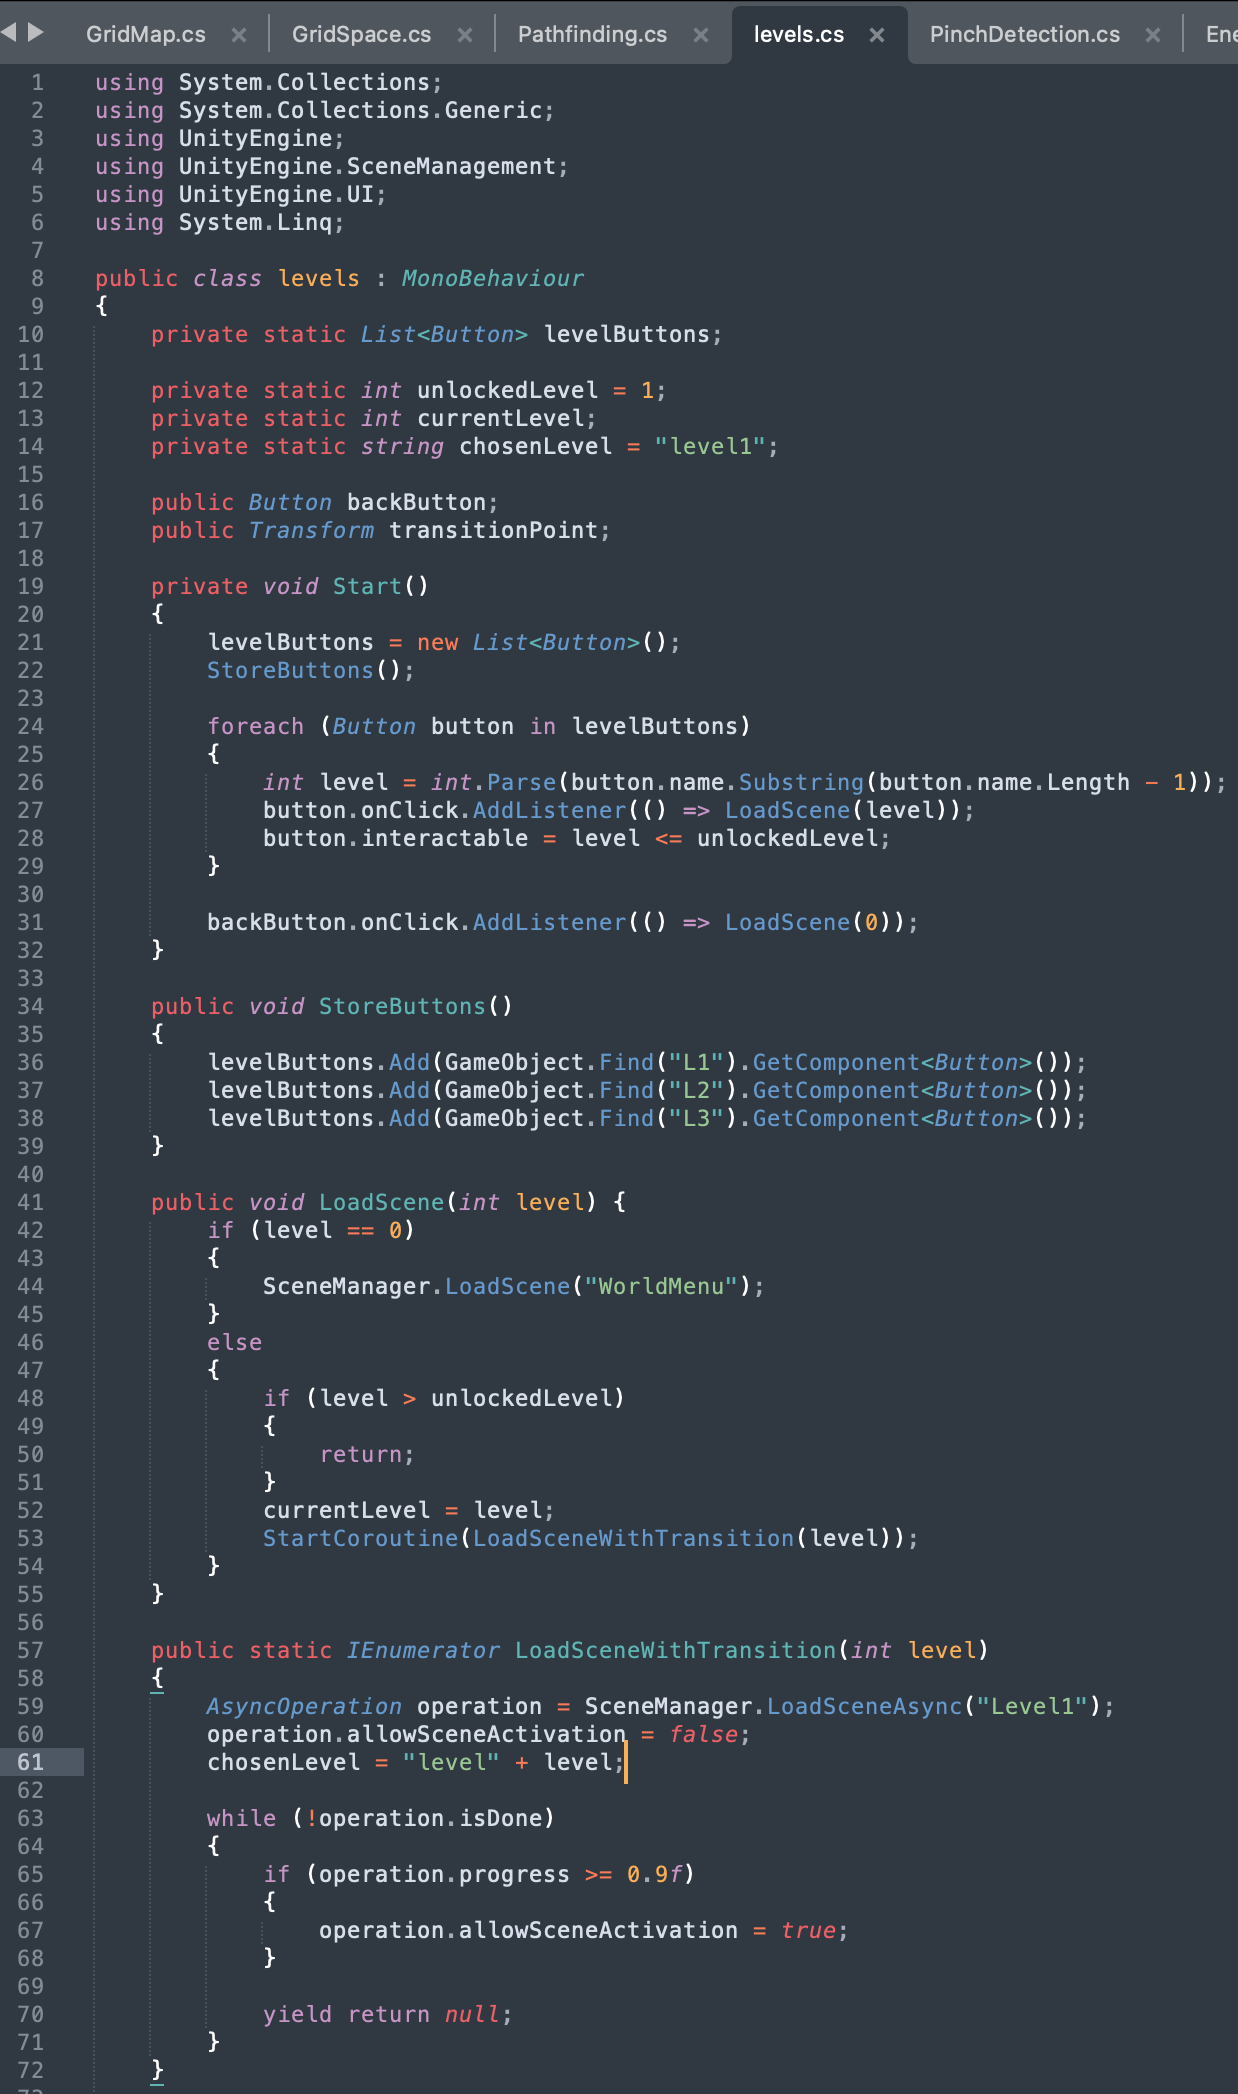 GridMap.cs × GridSpace.cs × Pathfinding.cs × levels.cs × PinchDetection.cs × Ene
1 using System.Collections;
2 using System.Collections.Generic;
3 using UnityEngine;
4 using UnityEngine.SceneManagement;
5 using UnityEngine.UI;
6 using System.Linq;
7
8 public class levels : MonoBehaviour
9 {
10     private static List<Button> levelButtons;
11
12     private static int unlockedLevel = 1;
13     private static int currentLevel;
14     private static string chosenLevel = "level1";
15
16     public Button backButton;
17     public Transform transitionPoint;
18
19     private void Start()
20     {
21         levelButtons = new List<Button>();
22         StoreButtons();
23
24         foreach (Button button in levelButtons)
25         {
26             int level = int.Parse(button.name.Substring(button.name.Length - 1));
27             button.onClick.AddListener(() => LoadScene(level));
28             button.interactable = level <= unlockedLevel;
29         }
30
31         backButton.onClick.AddListener(() => LoadScene(0));
32     }
33
34     public void StoreButtons()
35     {
36         levelButtons.Add(GameObject.Find("L1").GetComponent<Button>());
37         levelButtons.Add(GameObject.Find("L2").GetComponent<Button>());
38         levelButtons.Add(GameObject.Find("L3").GetComponent<Button>());
39     }
40
41     public void LoadScene(int level) {
42         if (level == 0)
43         {
44             SceneManager.LoadScene("WorldMenu");
45         }
46         else
47         {
48             if (level > unlockedLevel)
49             {
50                 return;
51             }
52             currentLevel = level;
53             StartCoroutine(LoadSceneWithTransition(level));
54         }
55     }
56
57     public static IEnumerator LoadSceneWithTransition(int level)
58     {
59         AsyncOperation operation = SceneManager.LoadSceneAsync("Level1");
60         operation.allowSceneActivation = false;
61         chosenLevel = "level" + level;
62
63         while (!operation.isDone)
64         {
65             if (operation.progress >= 0.9f)
66             {
67                 operation.allowSceneActivation = true;
68             }
69
70             yield return null;
71         }
72     }